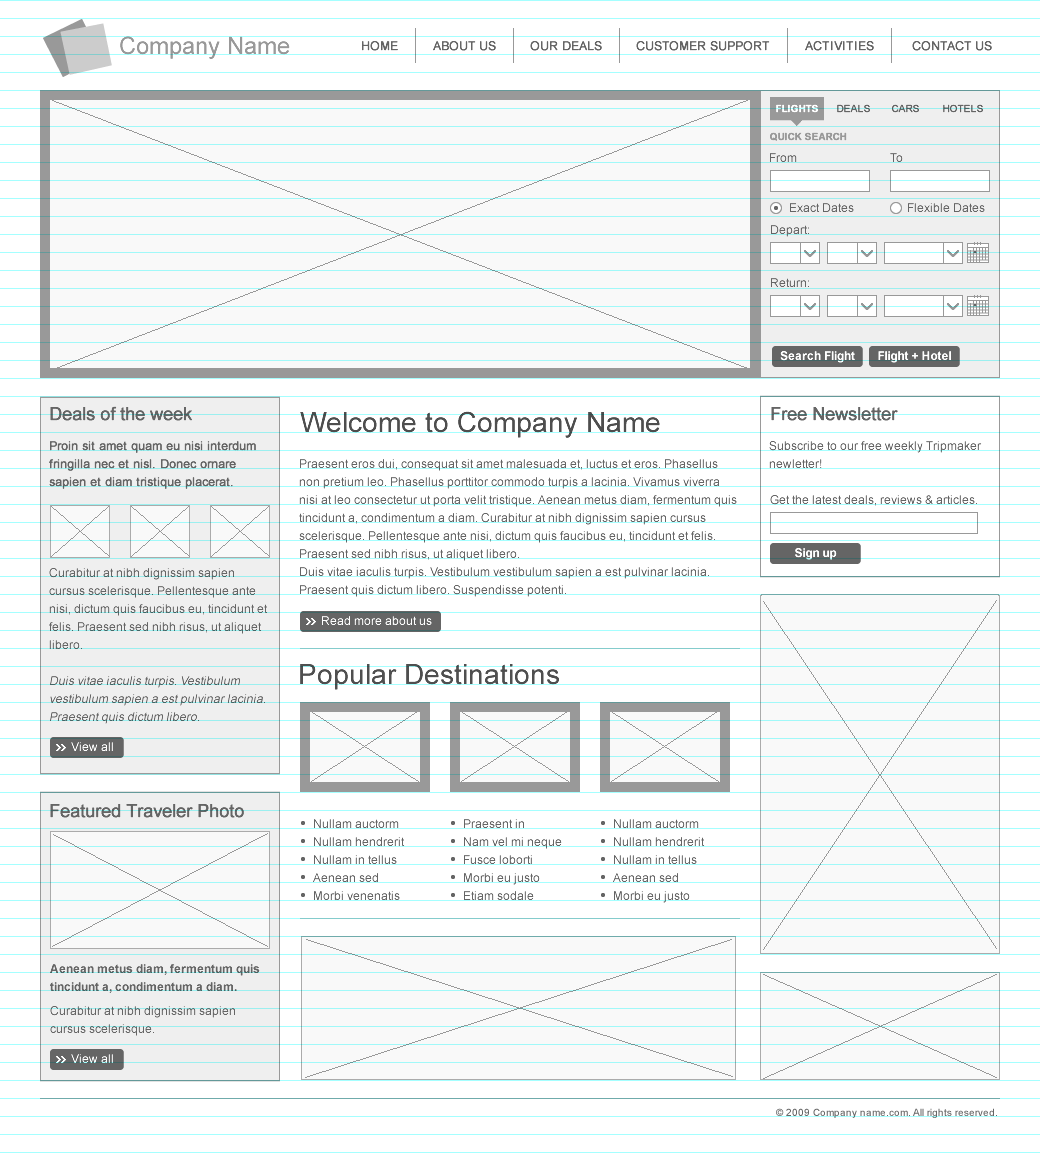 Company Name
HOME
ABOUT US
OUR DEALS
CUSTOMER SUPPORT
ACTIVITIES
CONTACT US
FLIGHTS
DEALS
CARS
HOTELS
QUICK SEARCH
From
To
Exact Dates
Flexible Dates
Depart:
Return:
Search Flight
Flight + Hotel
Deals of the week
Proin sit amet quam eu nisi interdum
fringilla nec et nisl. Donec ornare
sapien et diam tristique placerat.
Curabitur at nibh dignissim sapien
cursus scelerisque. Pellentesque ante
nisi, dictum quis faucibus eu, tincidunt et
felis. Praesent sed nibh risus, ut aliquet
libero.
Duis vitae iaculis turpis. Vestibulum
vestibulum sapien a est pulvinar lacinia.
Praesent quis dictum libero.
View all
Featured Traveler Photo
Aenean metus diam, fermentum quis
tincidunt a, condimentum a diam.
Curabitur at nibh dignissim sapien
cursus scelerisque.
View all
Welcome to Company Name
Praesent eros dui, consequat sit amet malesuada et, luctus et eros. Phasellus
non pretium leo. Phasellus porttitor commodo turpis a lacinia. Vivamus viverra
nisi at leo consectetur ut porta velit tristique. Aenean metus diam, fermentum quis
tincidunt a, condimentum a diam. Curabitur at nibh dignissim sapien cursus
scelerisque. Pellentesque ante nisi, dictum quis faucibus eu, tincidunt et felis.
Praesent sed nibh risus, ut aliquet libero.
Duis vitae iaculis turpis. Vestibulum vestibulum sapien a est pulvinar lacinia.
Praesent quis dictum libero. Suspendisse potenti.
Read more about us
Popular Destinations
• Nullam auctorm
• Nullam hendrerit
• Nullam in tellus
• Aenean sed
• Morbi venenatis
• Praesent in
• Nam vel mi neque
• Fusce loborti
• Morbi eu justo
• Etiam sodale
• Nullam auctorm
• Nullam hendrerit
• Nullam in tellus
• Aenean sed
• Morbi eu justo
Free Newsletter
Subscribe to our free weekly Tripmaker
newletter!
Get the latest deals, reviews & articles.
Sign up
© 2009 Company name.com. All rights reserved.